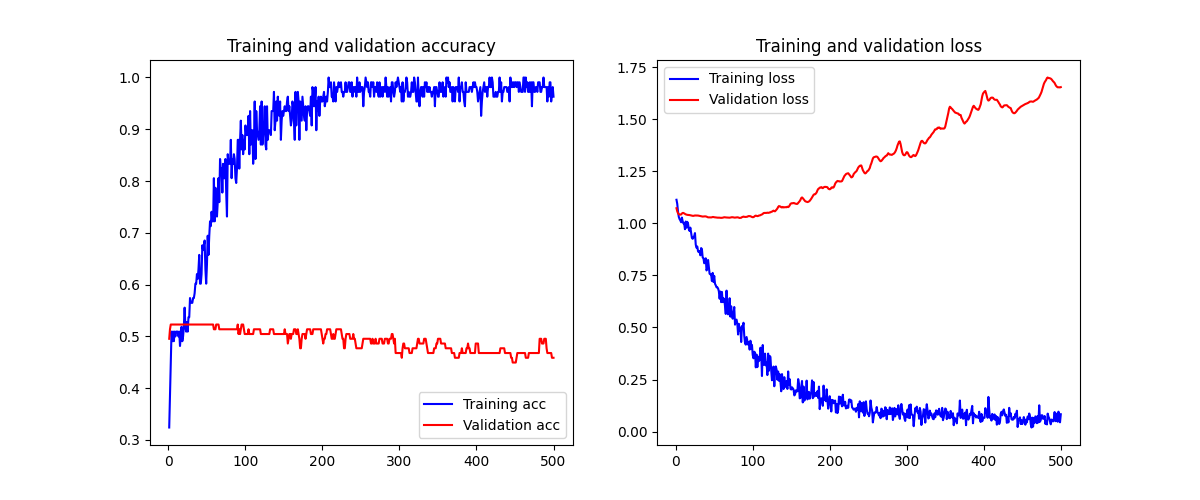 Training and validation accuracy
1.0
0.9
0.8
0.7
0.6
0.5
0.4
0.3
0 100 200 300 400 500
Training acc
Validation acc
Training and validation loss
1.75
1.50
1.25
1.00
0.75
0.50
0.25
0.00
0 100 200 300 400 500
Training loss
Validation loss